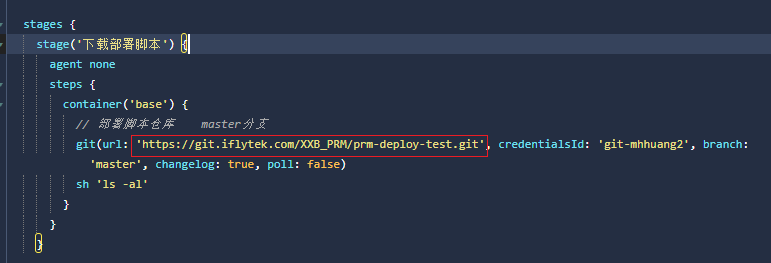 stages {
stage('下载部署脚本') {
agent none
steps {
container('base') {
// 部署脚本仓库 master分支
git(url: 'https://git.iflytek.com/XXB_PRM/prm-deploy-test.git', credentialsId: 'git-mhhuang2', branch:
'master', changelog: true, poll: false)
sh 'ls -al'
}
}
}